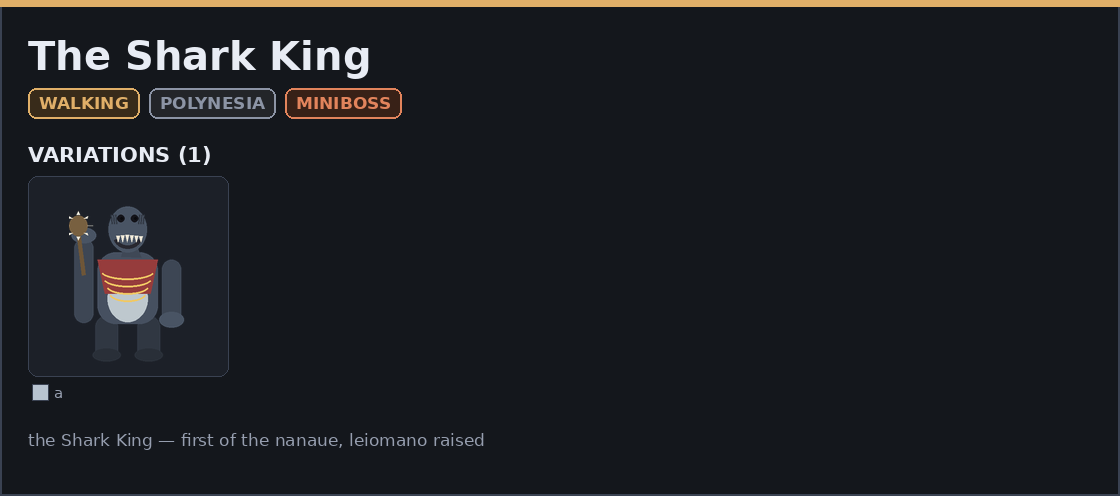 The Shark King
WALKING POLYNESIA MINIBOSS
VARIATIONS (1)
a
the Shark King — first of the nanaue, leiomano raised